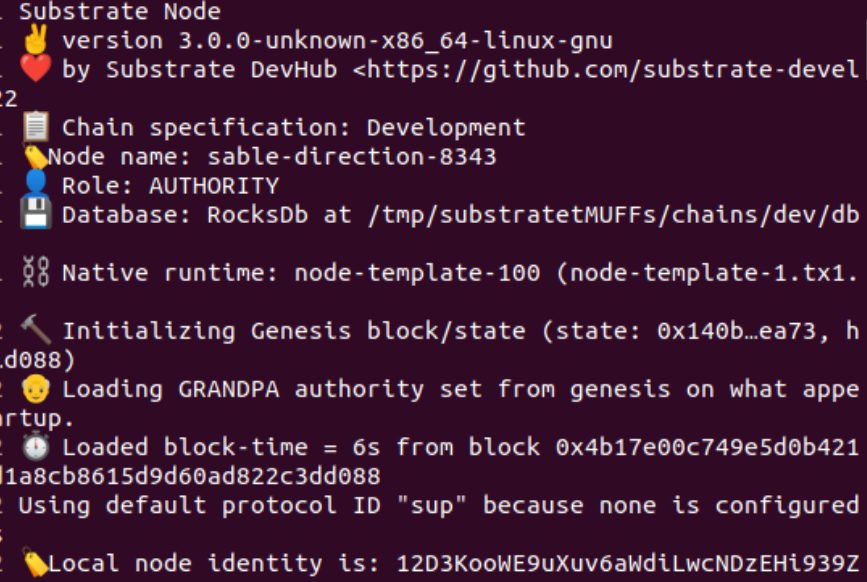 Substrate Node
✌️ version 3.0.0-unknown-x86_64-linux-gnu
❤️ by Substrate DevHub <https://github.com/substrate-devel
22
📋 Chain specification: Development
🏷 Node name: sable-direction-8343
👤 Role: AUTHORITY
💾 Database: RocksDb at /tmp/substratetMUFFs/chains/dev/db
⛓ Native runtime: node-template-100 (node-template-1.tx1.
🔨 Initializing Genesis block/state (state: 0x140b…ea73, h
.d088)
👴 Loading GRANDPA authority set from genesis on what appe
artup.
⏱ Loaded block-time = 6s from block 0x4b17e00c749e5d0b421
d1a8cb8615d9d60ad822c3dd088
Using default protocol ID "sup" because none is configured
s
🏷 Local node identity is: 12D3KooWE9uXuv6aWdiLwcNDzEHi939Z